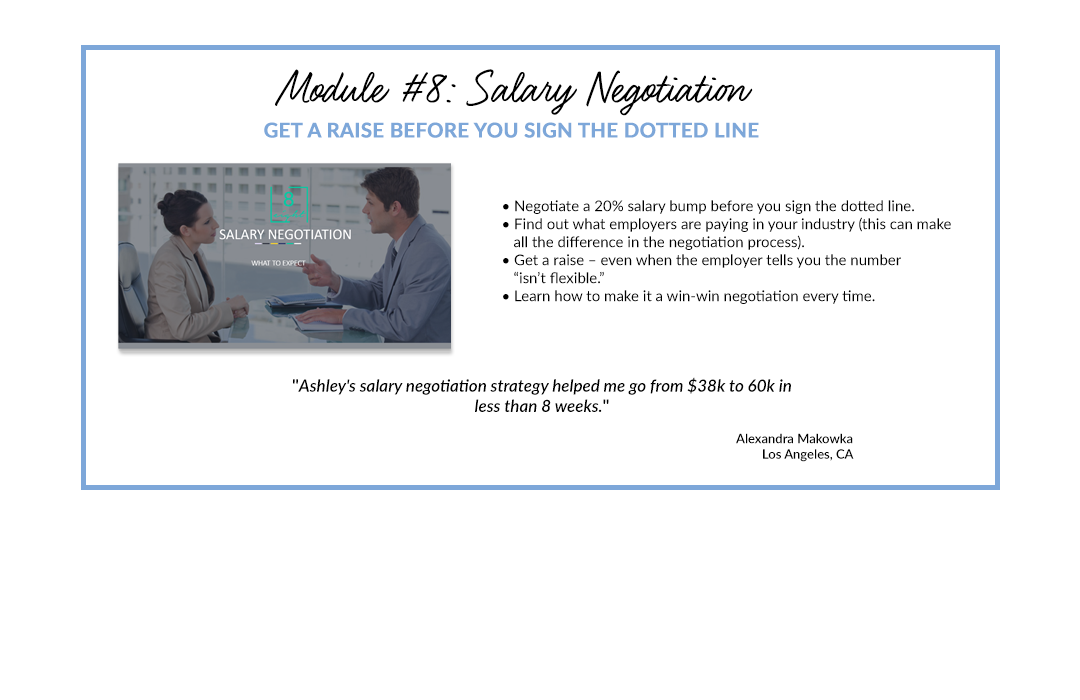 Module #8: Salary Negotiation
GET A RAISE BEFORE YOU SIGN THE DOTTED LINE
8
SALARY NEGOTIATION
WHAT TO EXPECT
• Negotiate a 20% salary bump before you sign the dotted line.
• Find out what employers are paying in your industry (this can make
all the difference in the negotiation process).
• Get a raise – even when the employer tells you the number
“isn’t flexible.”
• Learn how to make it a win-win negotiation every time.
"Ashley's salary negotiation strategy helped me go from $38k to 60k in
less than 8 weeks."
Alexandra Makowka
Los Angeles, CA